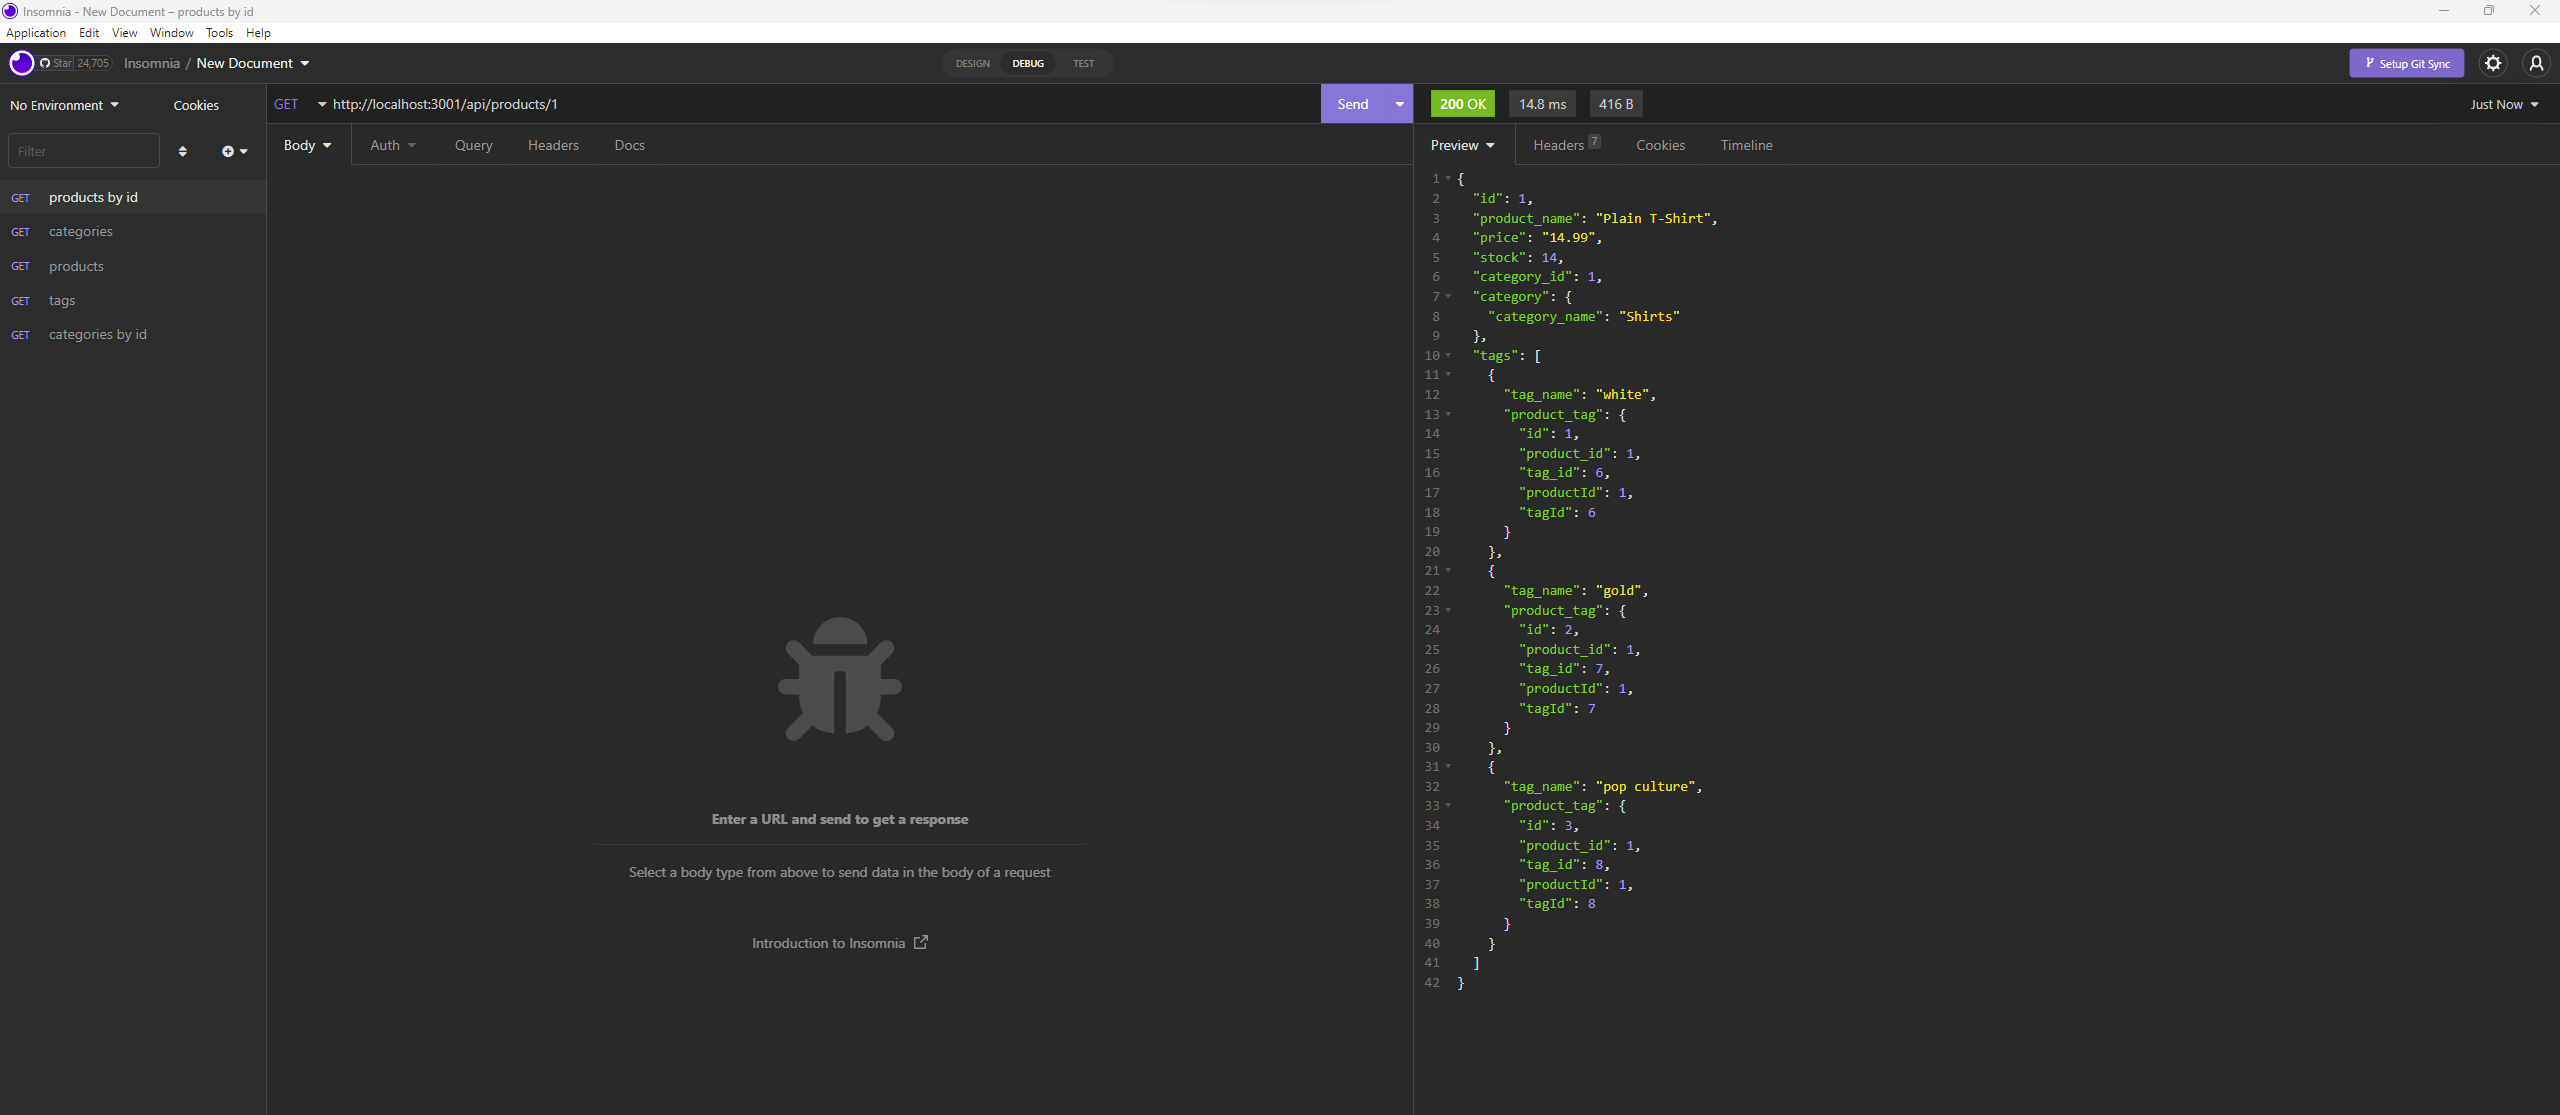 Insomnia - New Document – products by id
Application Edit View Window Tools Help
Star 24,705 Insomnia / New Document DESIGN DEBUG TEST Setup Git Sync
No Environment Cookies GET http://localhost:3001/api/products/1 Send 200 OK 14.8 ms 416 B Just Now
Filter
Body Auth Query Headers Docs
Preview Headers 7 Cookies Timeline
GET products by id
GET categories
GET products
GET tags
GET categories by id
Enter a URL and send to get a response
Select a body type from above to send data in the body of a request
Introduction to Insomnia
1 {
2 "id": 1,
3 "product_name": "Plain T-Shirt",
4 "price": "14.99",
5 "stock": 14,
6 "category_id": 1,
7 "category": {
8 "category_name": "Shirts"
9 },
10 "tags": [
11 {
12 "tag_name": "white",
13 "product_tag": {
14 "id": 1,
15 "product_id": 1,
16 "tag_id": 6,
17 "productId": 1,
18 "tagId": 6
19 }
20 },
21 {
22 "tag_name": "gold",
23 "product_tag": {
24 "id": 2,
25 "product_id": 1,
26 "tag_id": 7,
27 "productId": 1,
28 "tagId": 7
29 }
30 },
31 {
32 "tag_name": "pop culture",
33 "product_tag": {
34 "id": 3,
35 "product_id": 1,
36 "tag_id": 8,
37 "productId": 1,
38 "tagId": 8
39 }
40 }
41 ]
42 }